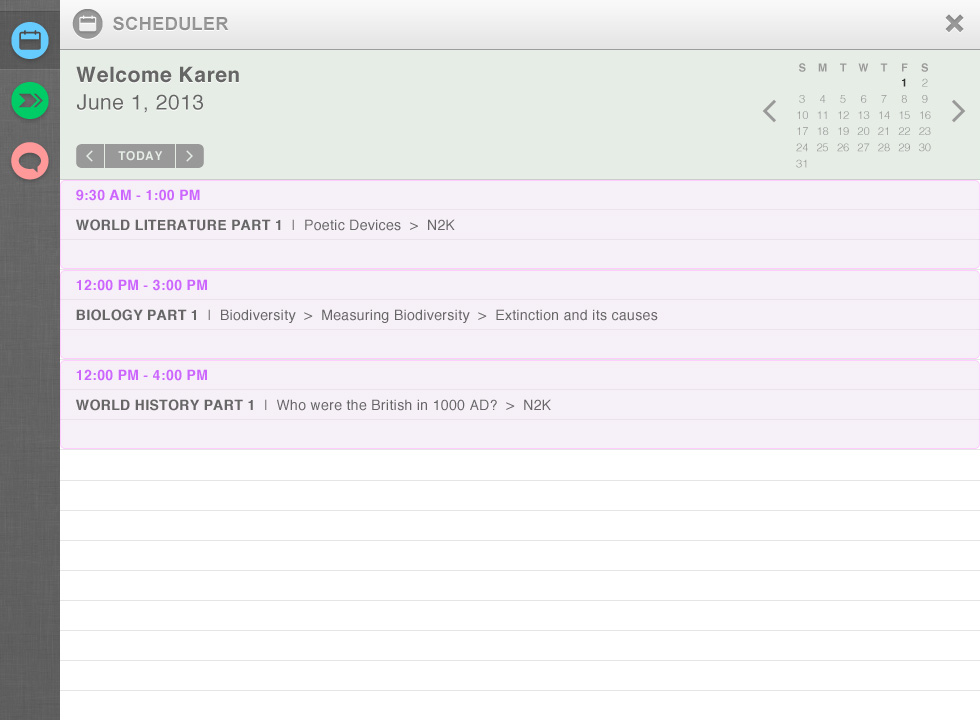 SCHEDULER
Welcome Karen
June 1, 2013
TODAY
S M T W T F S
1 2
3 4 5 6 7 8 9
10 11 12 13 14 15 16
17 18 19 20 21 22 23
24 25 26 27 28 29 30
31
9:30 AM - 1:00 PM
WORLD LITERATURE PART 1 | Poetic Devices > N2K
12:00 PM - 3:00 PM
BIOLOGY PART 1 | Biodiversity > Measuring Biodiversity > Extinction and its causes
12:00 PM - 4:00 PM
WORLD HISTORY PART 1 | Who were the British in 1000 AD? > N2K